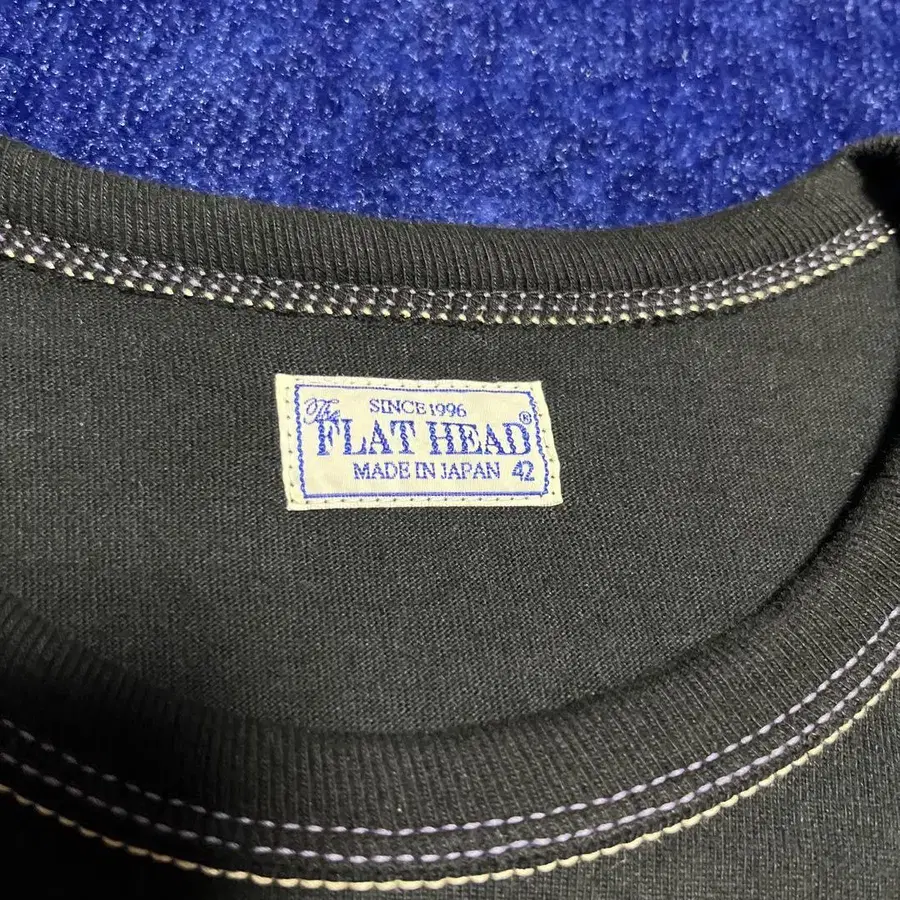 SINCE 1996
The
FLAT HEAD®
MADE IN JAPAN 42